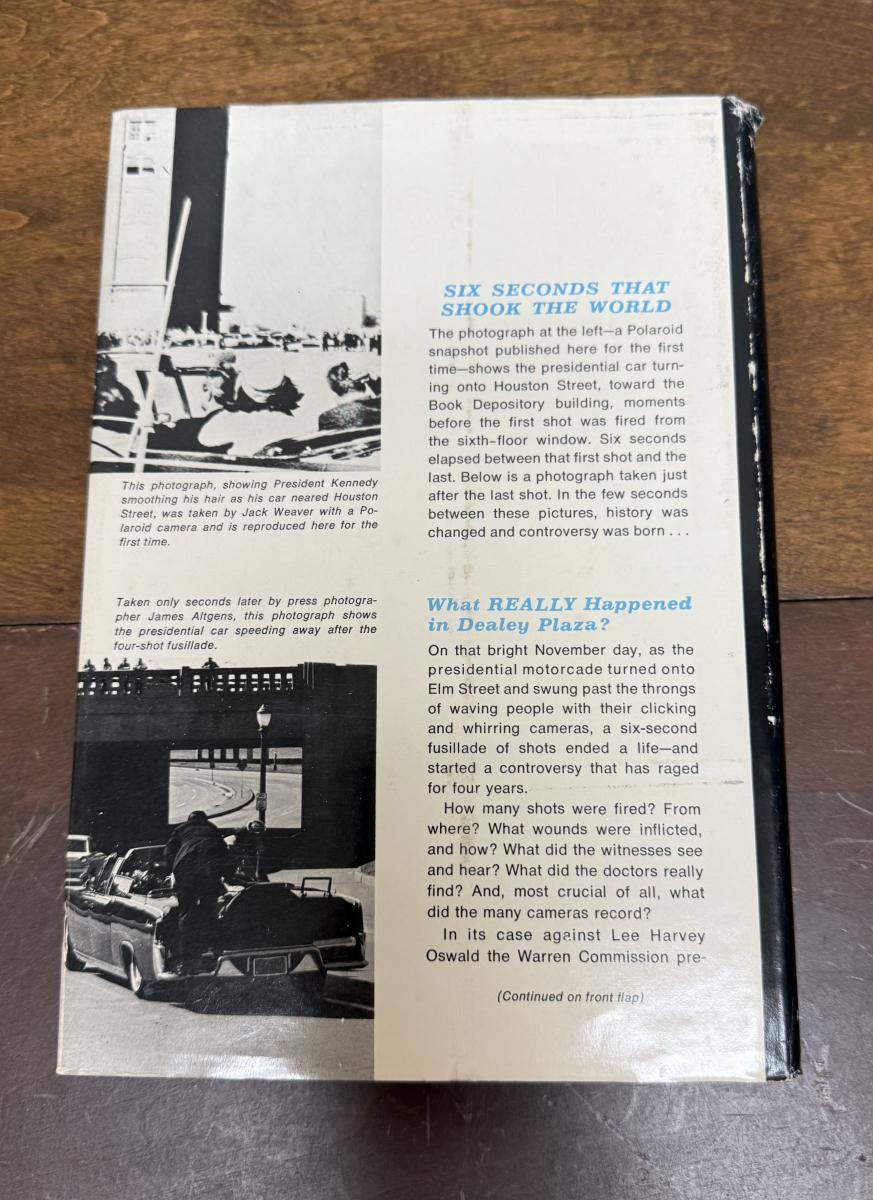 This photograph, showing President Kennedy
smoothing his hair as his car neared Houston
Street, was taken by Jack Weaver with a Po-
laroid camera and is reproduced here for the
first time.
Taken only seconds later by press photogra-
pher James Altgens, this photograph shows
the presidential car speeding away after the
four-shot fusillade.
SIX SECONDS THAT
SHOOK THE WORLD
The photograph at the left—a Polaroid
snapshot published here for the first
time—shows the presidential car turn-
ing onto Houston Street, toward the
Book Depository building, moments
before the first shot was fired from
the sixth-floor window. Six seconds
elapsed between that first shot and the
last. Below is a photograph taken just
after the last shot. In the few seconds
between these pictures, history was
changed and controversy was born . . .
What REALLY Happened
in Dealey Plaza?
On that bright November day, as the
presidential motorcade turned onto
Elm Street and swung past the throngs
of waving people with their clicking
and whirring cameras, a six-second
fusillade of shots ended a life—and
started a controversy that has raged
for four years.
How many shots were fired? From
where? What wounds were inflicted,
and how? What did the witnesses see
and hear? What did the doctors really
find? And, most crucial of all, what
did the many cameras record?
In its case against Lee Harvey
Oswald the Warren Commission pre-
(Continued on front flap)